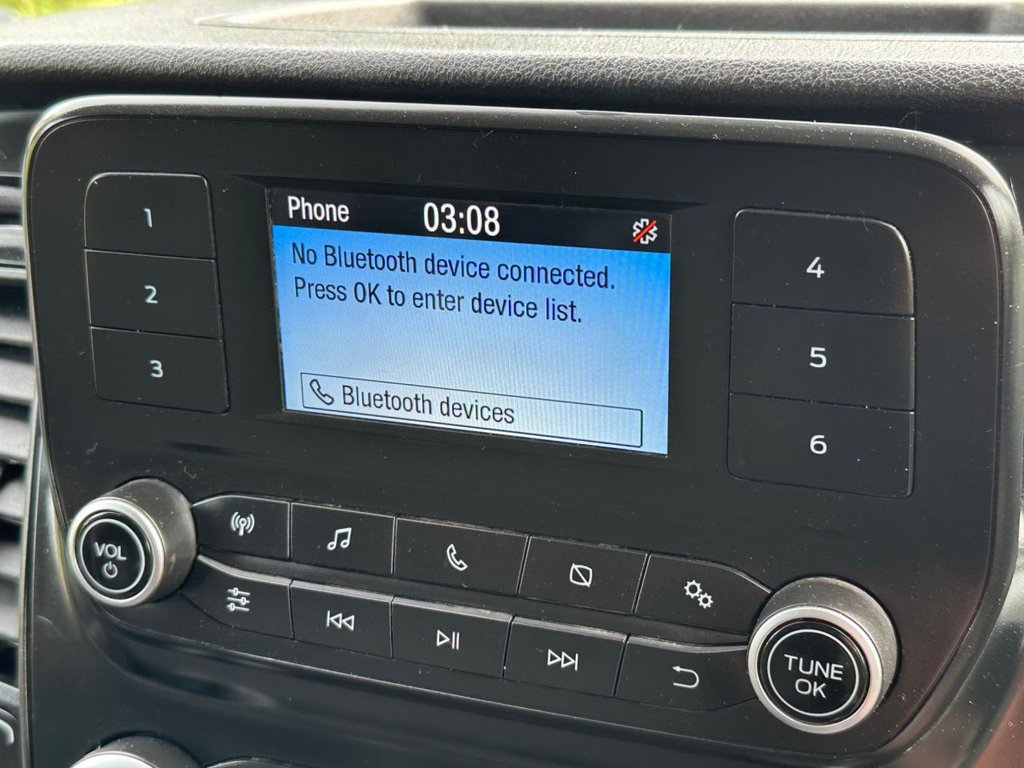 Phone 03:08
No Bluetooth device connected.
Press OK to enter device list.
Bluetooth devices
1
2
3
4
5
6
VOL
TUNE
OK